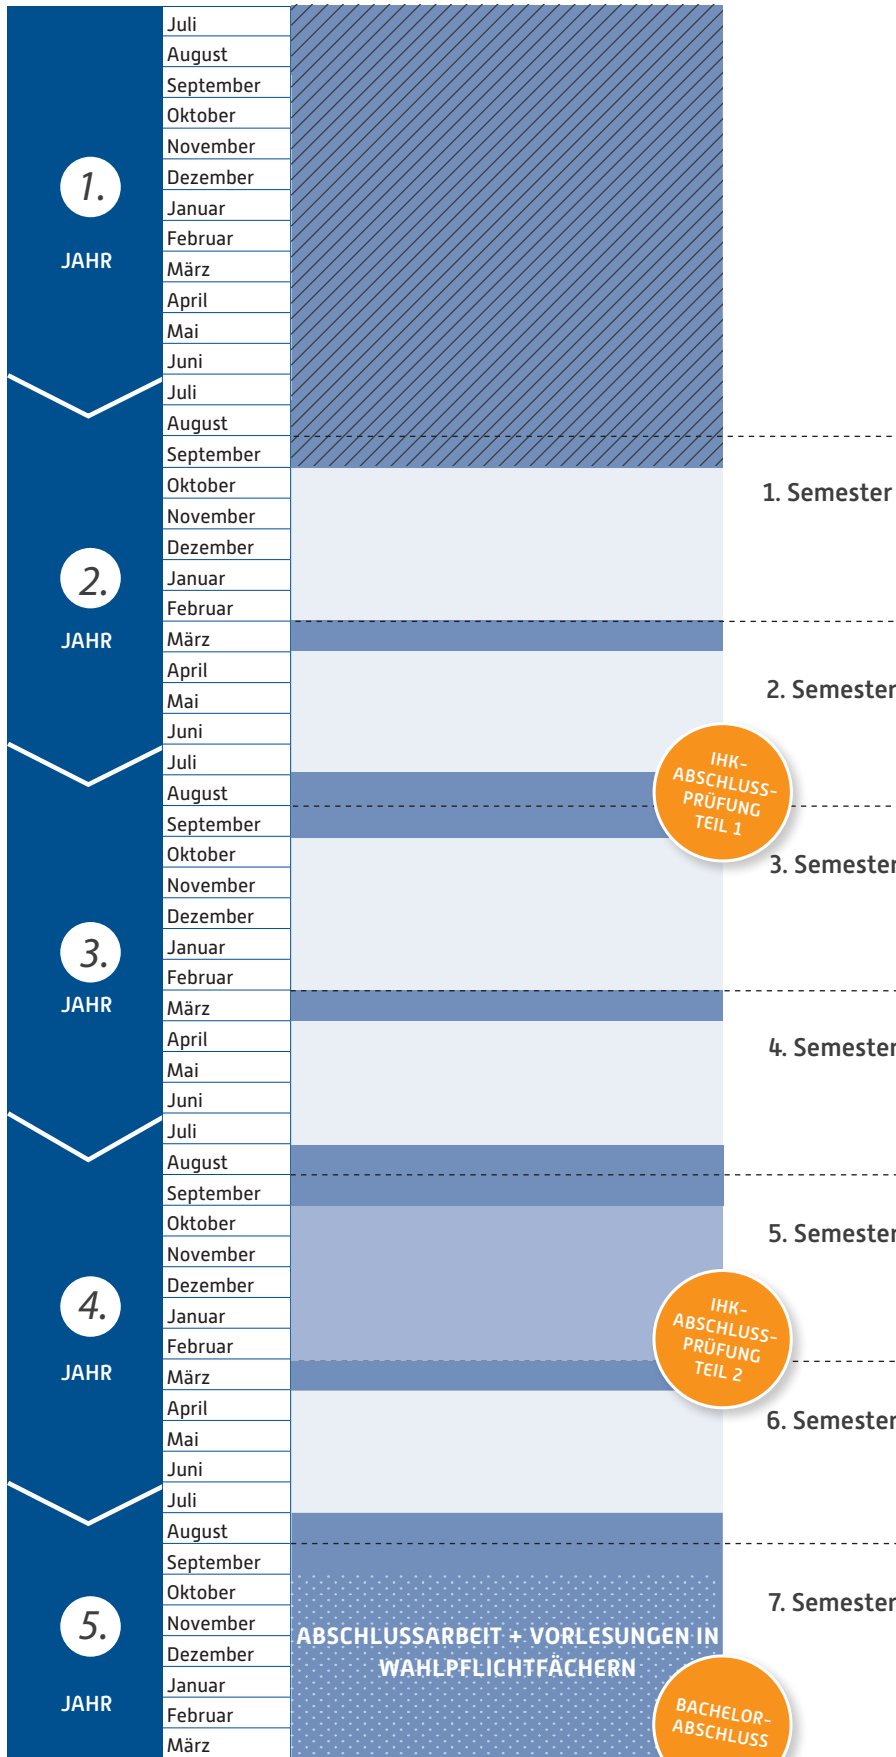 1.
JAHR
Juli
August
September
Oktober
November
Dezember
Januar
Februar
März
April
Mai
Juni
2.
JAHR
Juli
August
September
Oktober
November
Dezember
Januar
Februar
März
April
Mai
Juni
Juli
1. Semester
2. Semester
IHK-
ABSCHLUSS-
PRÜFUNG
TEIL 1
3.
JAHR
August
September
Oktober
November
Dezember
Januar
Februar
März
April
Mai
Juni
Juli
3. Semester
4. Semester
4.
JAHR
August
September
Oktober
November
Dezember
Januar
Februar
März
April
Mai
Juni
Juli
5. Semester
IHK-
ABSCHLUSS-
PRÜFUNG
TEIL 2
6. Semester
5.
JAHR
August
September
Oktober
November
Dezember
Januar
Februar
März
7. Semester
ABSCHLUSSARBEIT + VORLESUNGEN IN
WAHLPFLICHTFÄCHERN
BACHELOR-
ABSCHLUSS